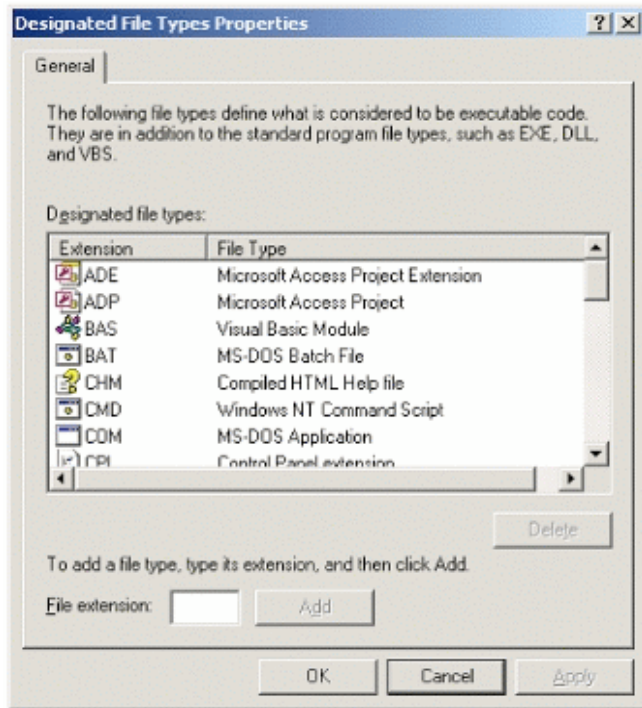 Designated File Types Properties
General
The following file types define what is considered to be executable code.
They are in addition to the standard program file types, such as EXE, DLL,
and VBS.
Designated file types:
Extension File Type
ADE Microsoft Access Project Extension
ADP Microsoft Access Project
BAS Visual Basic Module
BAT MS-DOS Batch File
CHM Compiled HTML Help file
CMD Windows NT Command Script
COM MS-DOS Application
CPL Control Panel extension
Delete
To add a file type, type its extension, and then click Add.
File extension: Add
OK Cancel Apply